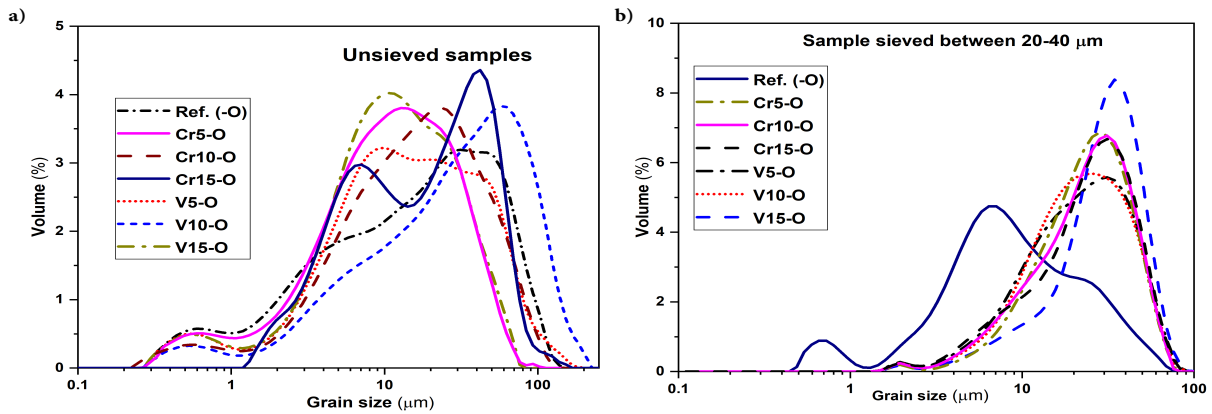 a)
Unsieved samples
Ref. (-O)
Cr5-O
Cr10-O
Cr15-O
V5-O
V10-O
V15-O
Volume (%)
5
4
3
2
1
0
0.1
1
10
100
Grain size (μm)
b)
Sample sieved between 20-40 μm
Ref. (-O)
Cr5-O
Cr10-O
Cr15-O
V5-O
V10-O
V15-O
Volume (%)
10
8
6
4
2
0
0.1
1
10
100
Grain size (μm)